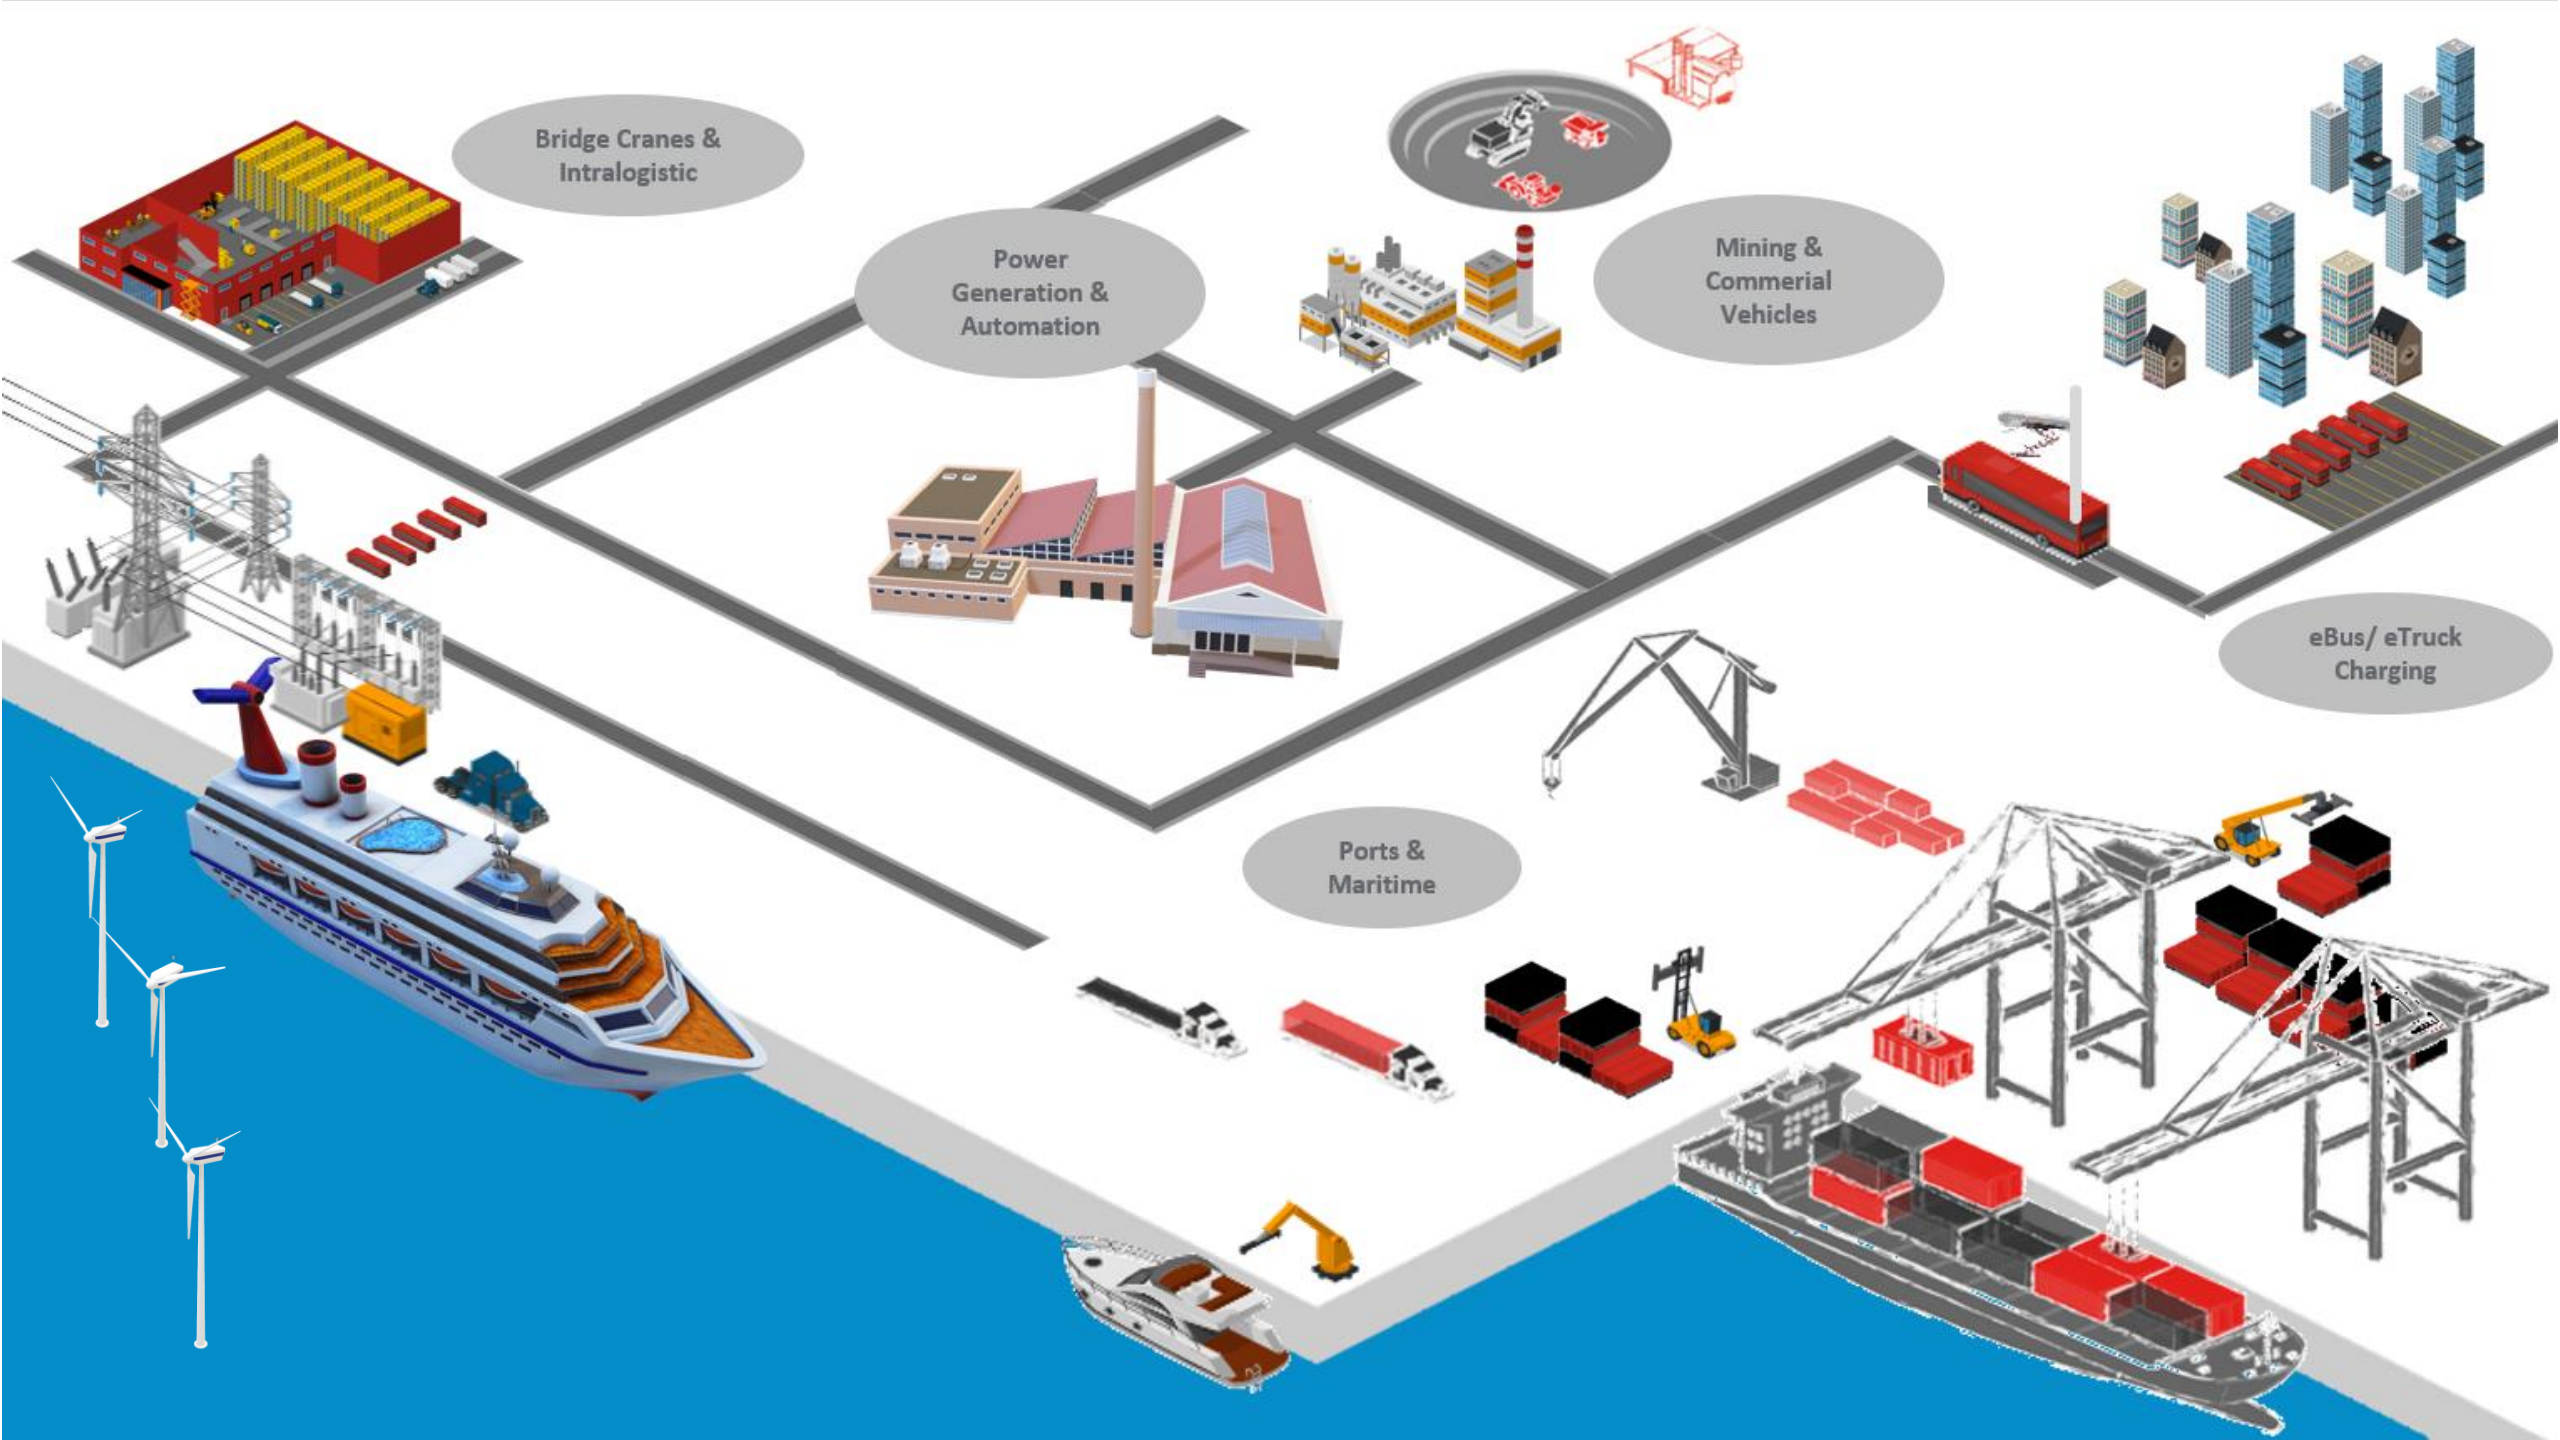 Bridge Cranes &
Intralogistic
Power
Generation &
Automation
Mining &
Commerial
Vehicles
eBus/ eTruck
Charging
Ports &
Maritime